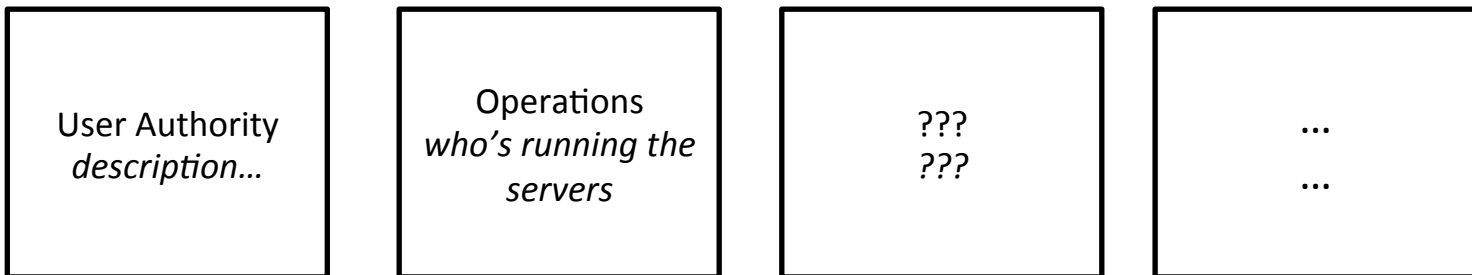 User Authority
description…
Operations
who's running the
servers
???
???
…
…